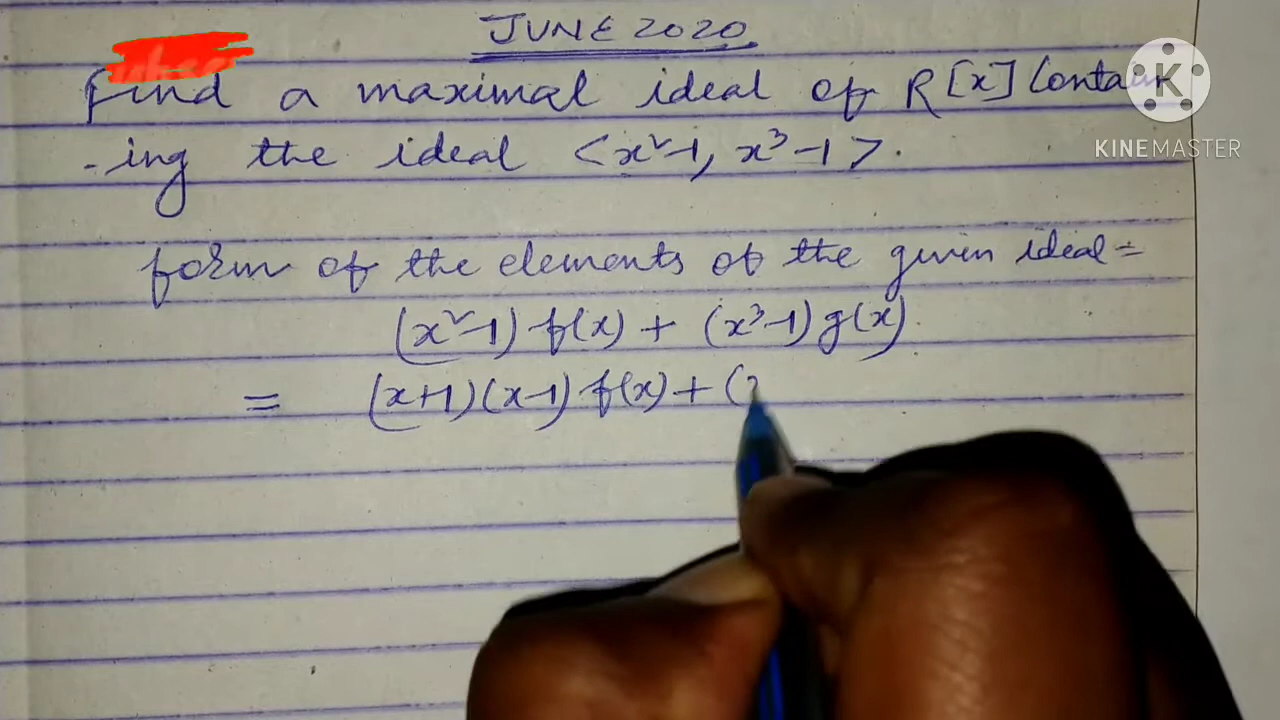 JUNE 2020
Find a maximal ideal of R[x] Contain
-ing the ideal <x²-1, x³-1>.
form of the elements of the given ideal =
(x²-1) f(x) + (x³-1) g(x)
= (x+1)(x-1) f(x) + (
K
KINEMASTER